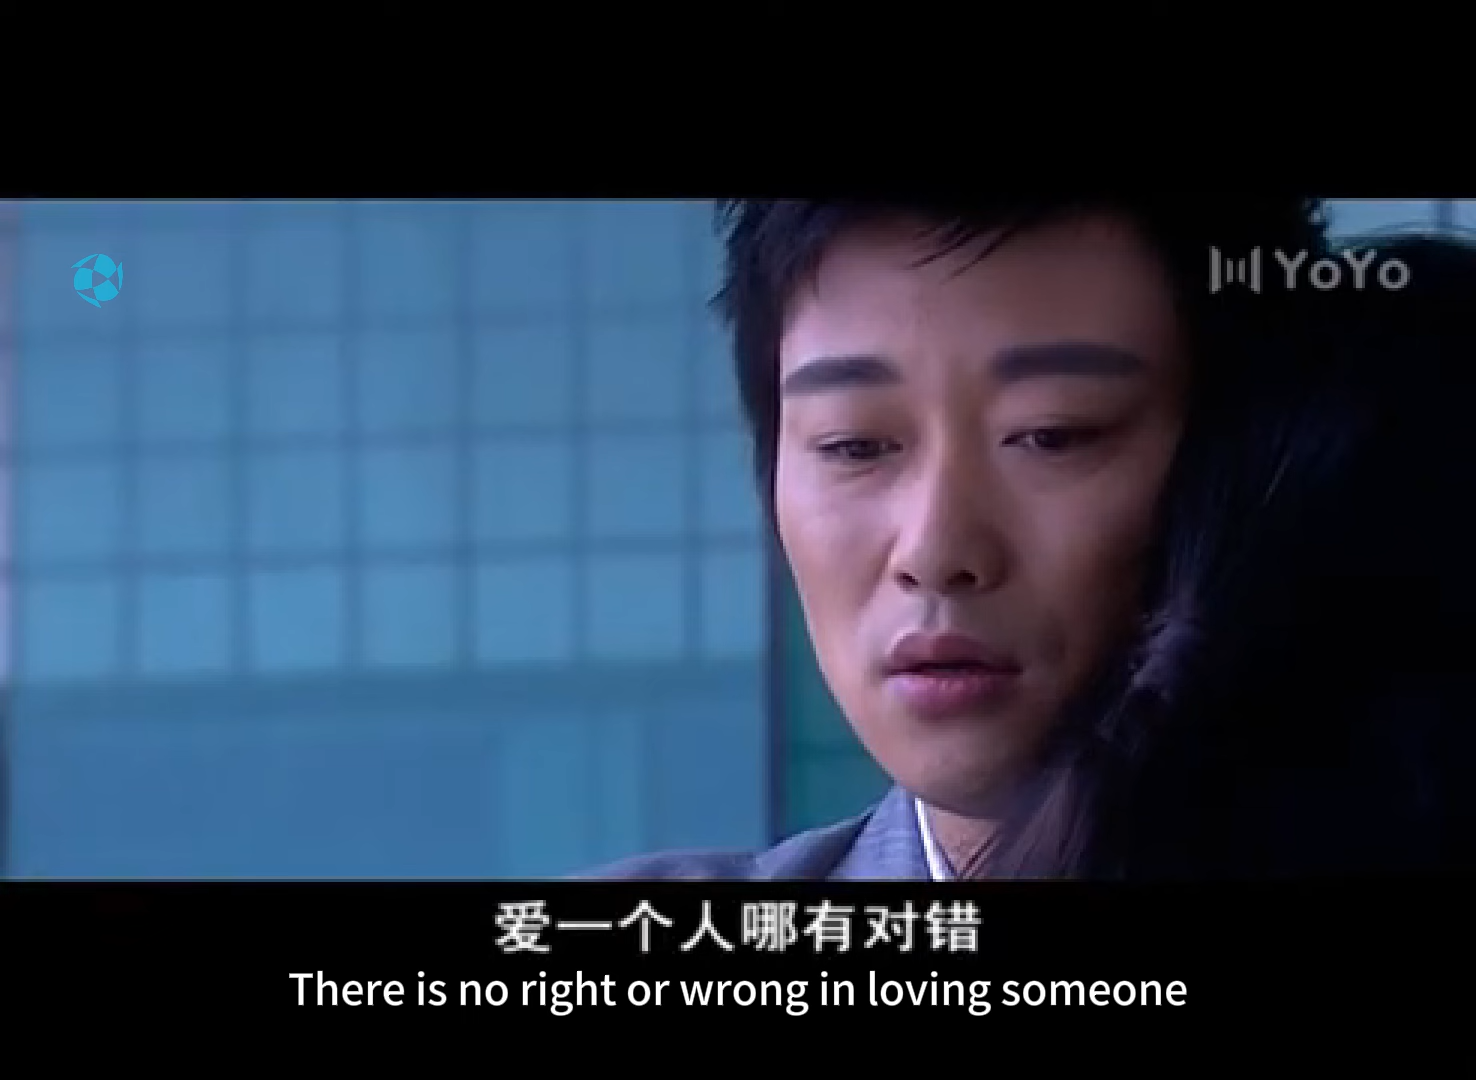 YoYo
爱一个人哪有对错
There is no right or wrong in loving someone